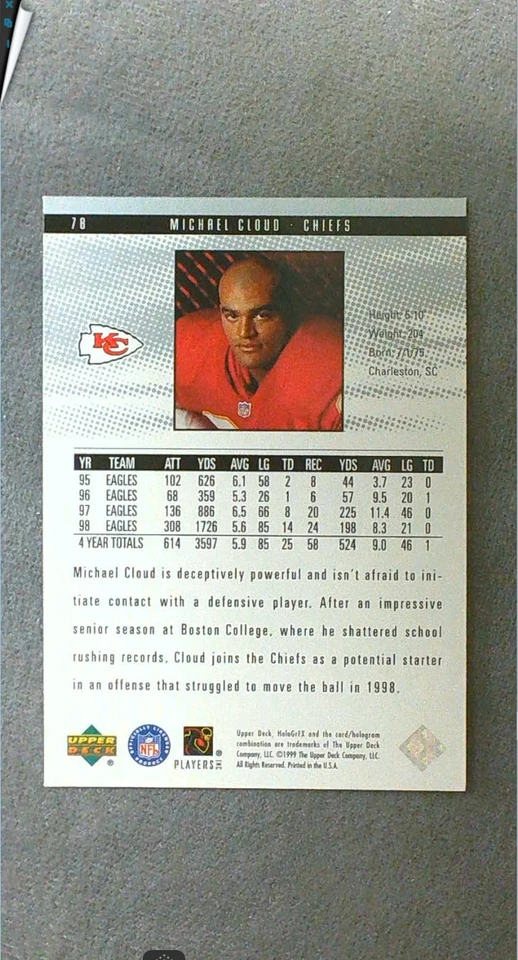 78 MICHAEL CLOUD · CHIEFS
KC
Height: 5-10
Weight: 204
Born: 7/1/75
Charleston, SC
YR TEAM ATT YDS AVG LG TD REC YDS AVG LG TD
95 EAGLES 102 626 6.1 58 2 8 44 3.7 23 0
96 EAGLES 68 359 5.3 26 1 6 57 9.5 20 1
97 EAGLES 136 886 6.5 66 8 20 225 11.4 46 0
98 EAGLES 308 1726 5.6 85 14 24 198 8.3 21 0
4 YEAR TOTALS 614 3597 5.9 85 25 58 524 9.0 46 1
Michael Cloud is deceptively powerful and isn't afraid to ini-
tiate contact with a defensive player. After an impressive
senior season at Boston College, where he shattered school
rushing records, Cloud joins the Chiefs as a potential starter
in an offense that struggled to move the ball in 1998.
UPPER DECK ®
OFFICIALLY LICENSED PRODUCT NFL
PLAYERS INC ®
Upper Deck, HoloGrFX and the card/hologram
combination are trademarks of The Upper Deck
Company, LLC. ©1999 The Upper Deck Company, LLC.
All Rights Reserved. Printed in the U.S.A.